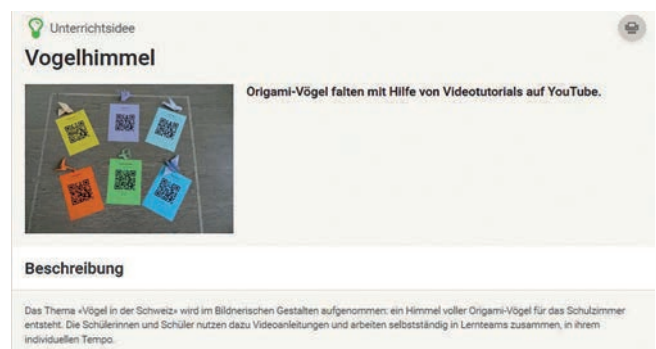 Unterrichtsidee
Vogelhimmel
Origami-Vögel falten mit Hilfe von Videotutorials auf YouTube.
Beschreibung
Das Thema «Vögel in der Schweiz» wird im Bildnerischen Gestalten aufgenommen: ein Himmel voller Origami-Vögel für das Schulzimmer
entsteht. Die Schülerinnen und Schüler nutzen dazu Videoanleitungen und arbeiten selbstständig in Lernteams zusammen, in ihrem
individuellen Tempo.